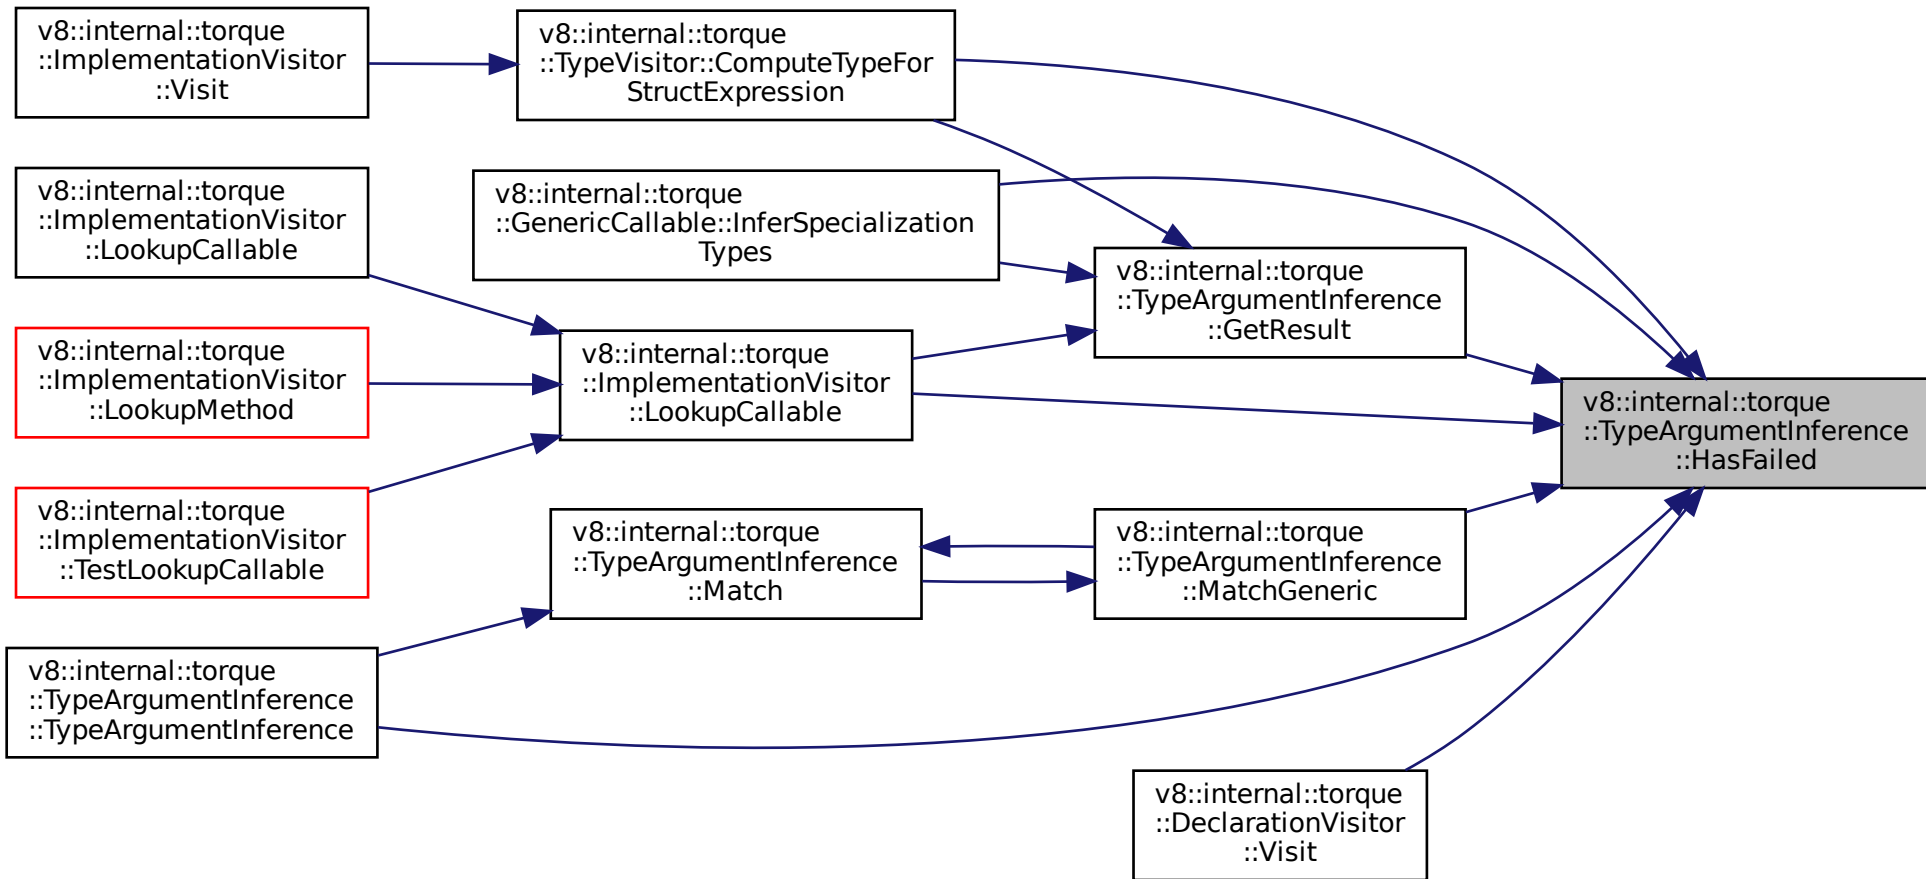 v8::internal::torque
::ImplementationVisitor
::Visit
v8::internal::torque
::TypeVisitor::ComputeTypeFor
StructExpression
v8::internal::torque
::ImplementationVisitor
::LookupCallable
v8::internal::torque
::GenericCallable::InferSpecialization
Types
v8::internal::torque
::TypeArgumentInference
::GetResult
v8::internal::torque
::ImplementationVisitor
::LookupMethod
v8::internal::torque
::ImplementationVisitor
::LookupCallable
v8::internal::torque
::TypeArgumentInference
::HasFailed
v8::internal::torque
::ImplementationVisitor
::TestLookupCallable
v8::internal::torque
::TypeArgumentInference
::Match
v8::internal::torque
::TypeArgumentInference
::MatchGeneric
v8::internal::torque
::TypeArgumentInference
::TypeArgumentInference
v8::internal::torque
::DeclarationVisitor
::Visit